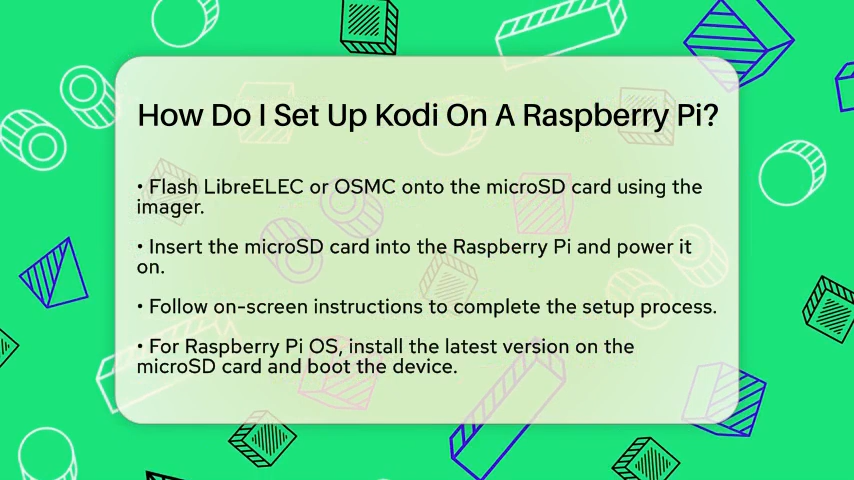 How Do I Set Up Kodi On A Raspberry Pi?
• Flash LibreELEC or OSMC onto the microSD card using the
imager.
• Insert the microSD card into the Raspberry Pi and power it
on.
• Follow on-screen instructions to complete the setup process.
• For Raspberry Pi OS, install the latest version on the
microSD card and boot the device.